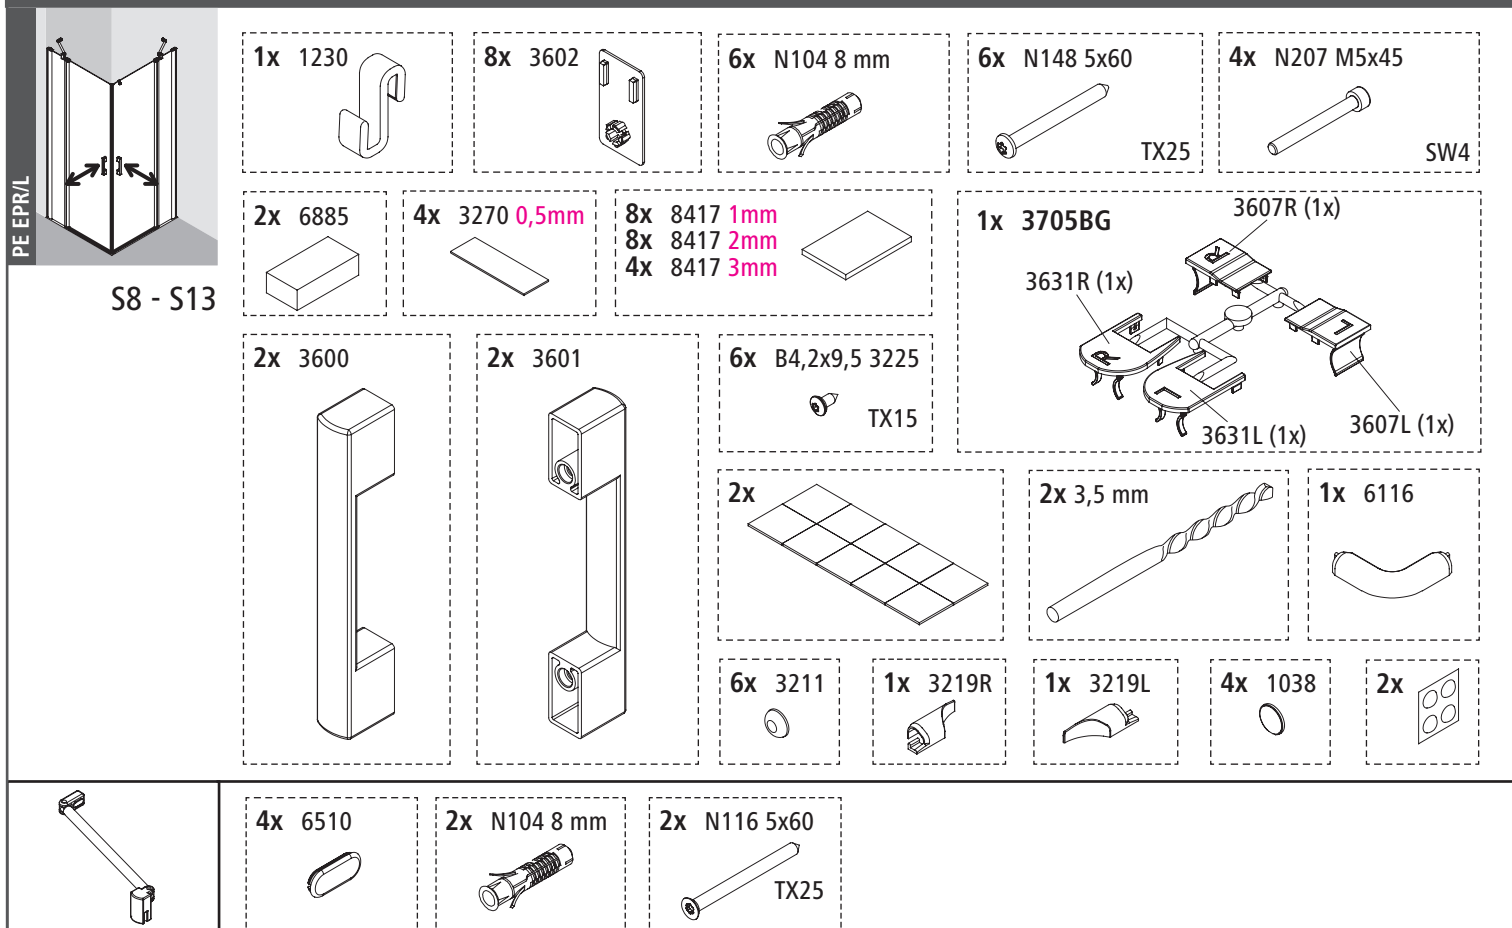 PE EPR/L
S8 - S13
1x 1230
8x 3602
6x N104 8 mm
6x N148 5x60
TX25
4x N207 M5x45
SW4
2x 6885
4x 3270 0,5mm
8x 8417 1mm
8x 8417 2mm
4x 8417 3mm
1x 3705BG
3607R (1x)
3631R (1x)
R
L
R
L
3631L (1x)
3607L (1x)
2x 3600
2x 3601
6x B4,2x9,5 3225
TX15
2x
2x 3,5 mm
1x 6116
6x 3211
1x 3219R
1x 3219L
4x 1038
2x
4x 6510
2x N104 8 mm
2x N116 5x60
TX25